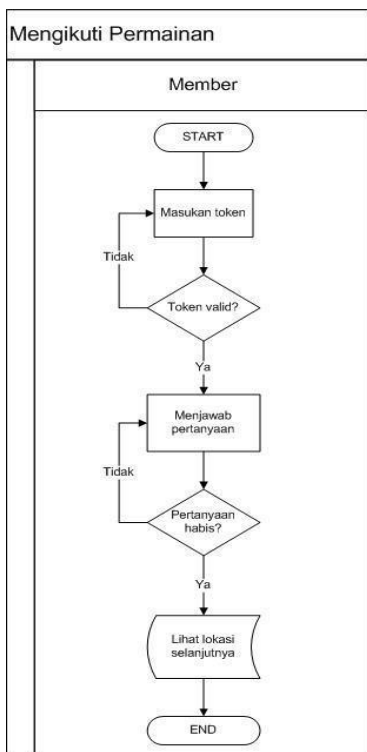 Mengikuti Permainan
Member
START
Masukan token
Tidak
Token valid?
Ya
Menjawab
pertanyaan
Tidak
Pertanyaan
habis?
Ya
Lihat lokasi
selanjutnya
END